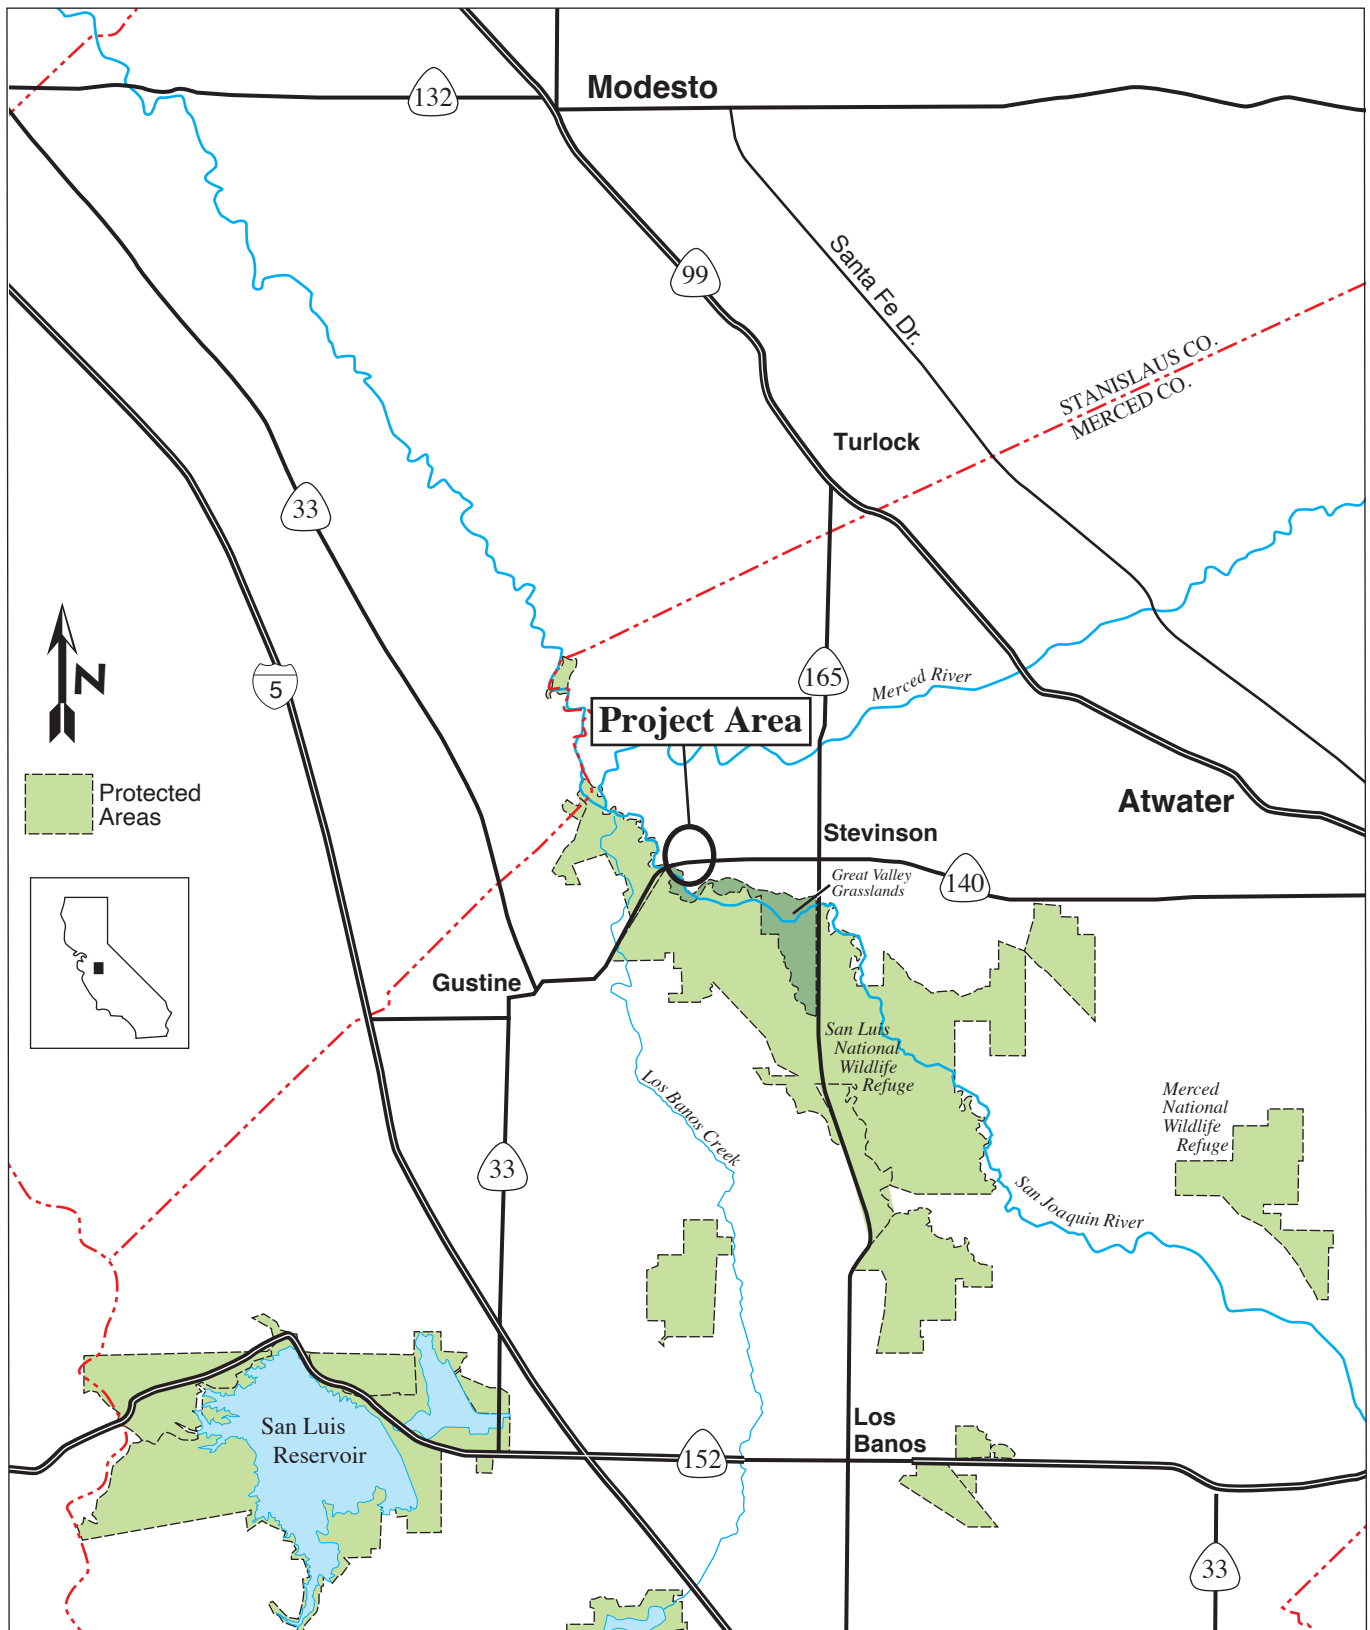 132
Modesto
99
Santa Fe Dr.
STANISLAUS CO.
MERCED CO.
Turlock
33
N
5
165
Merced River
Project Area
Protected
Areas
Atwater
Stevinson
Great Valley
Grasslands
140
Gustine
San Luis
National
Wildlife
Refuge
Los Banos Creek
Merced
National
Wildlife
Refuge
33
San Joaquin River
San Luis
Reservoir
Los
Banos
152
33